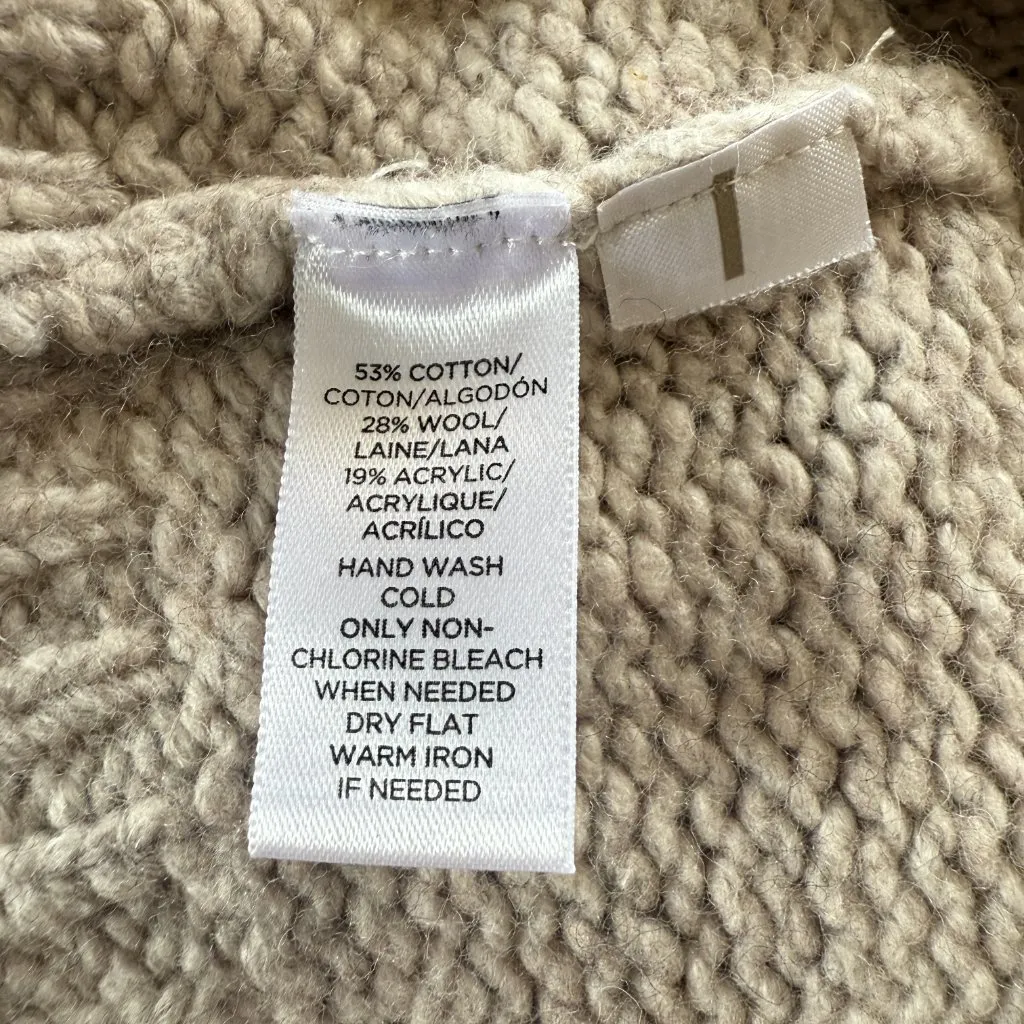 53% COTTON/
COTON/ALGODÓN
28% WOOL/
LAINE/LANA
19% ACRYLIC/
ACRYLIQUE/
ACRÍLICO
HAND WASH
COLD
ONLY NON-
CHLORINE BLEACH
WHEN NEEDED
DRY FLAT
WARM IRON
IF NEEDED